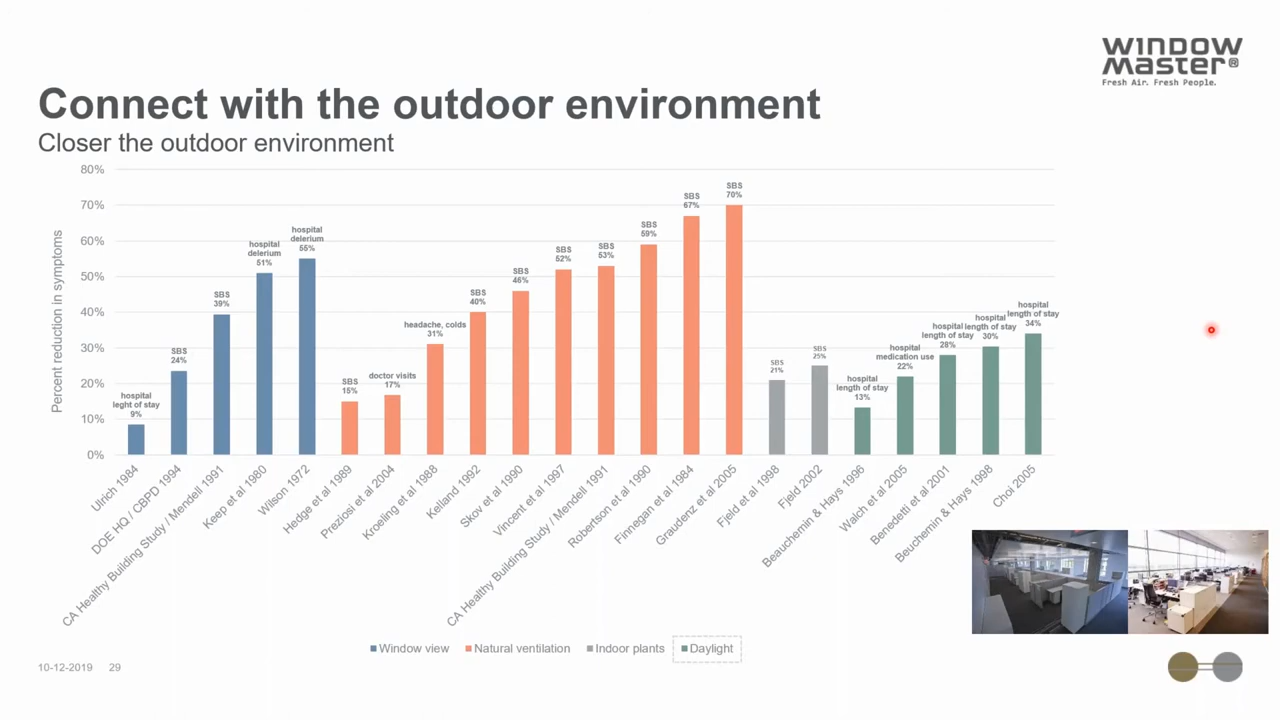 WINDOW
MASTER®
Fresh Air. Fresh People.
Connect with the outdoor environment
Closer the outdoor environment
Percent reduction in symptoms
80%
70%
60%
50%
40%
30%
20%
10%
0%
hospital
leght of stay
9%
SBS
24%
SBS
39%
hospital
delerium
51%
hospital
delerium
55%
SBS
15%
doctor visits
17%
headache, colds
31%
SBS
40%
SBS
46%
SBS
52%
SBS
53%
SBS
59%
SBS
67%
SBS
70%
SBS
21%
SBS
25%
hospital
length of stay
13%
hospital
medication use
22%
hospital
length of stay
28%
hospital
length of stay
30%
hospital
length of stay
34%
Ulrich 1984
DOE HQ / CBPD 1994
CA Healthy Building Study / Mendell 1991
Keep et al 1980
Wilson 1972
Hedge et al 1989
Preziosi et al 2004
Kroeling et al 1988
Kelland 1992
Skov et al 1990
Vincent et al 1997
CA Healthy Building Study / Mendell 1991
Robertson et al 1990
Finnegan et al 1984
Graudenz et al 2005
Fjeld et al 1998
Fjeld 2002
Beauchemin & Hays 1996
Walch et al 2005
Benedetti et al 2001
Beuchemin & Hays 1998
Choi 2005
Window view
Natural ventilation
Indoor plants
Daylight
10-12-2019 29